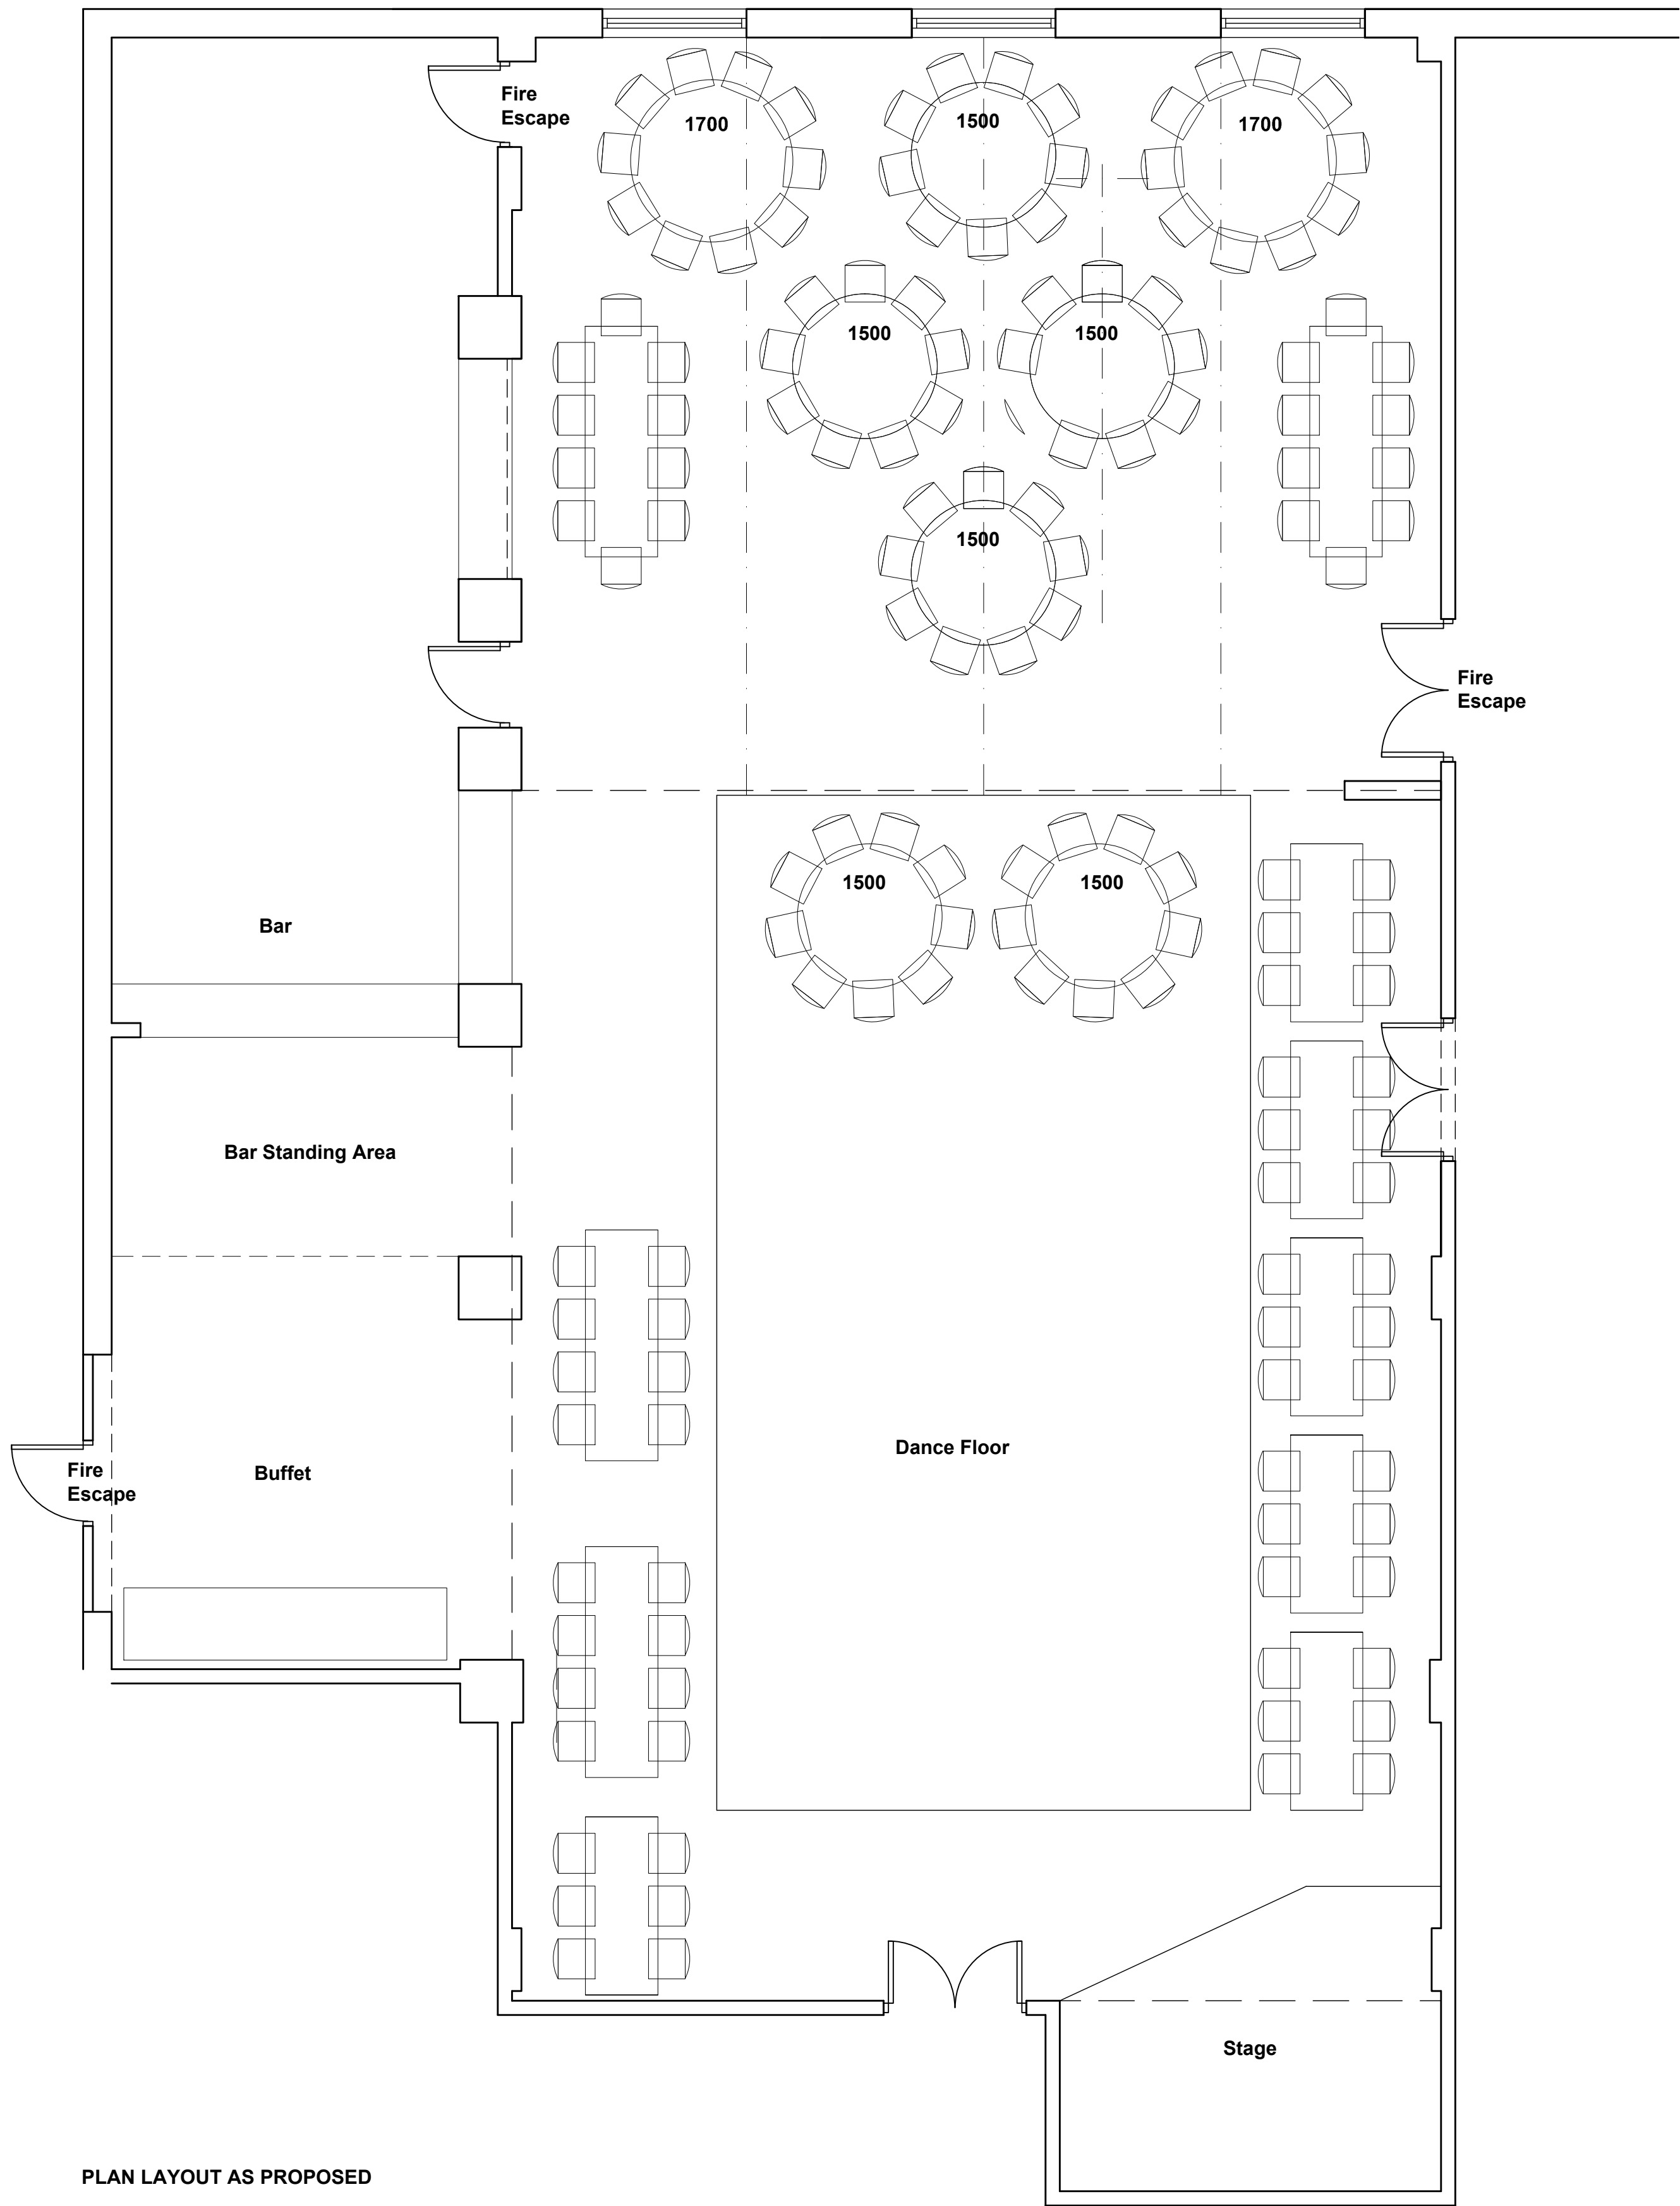 Fire
Escape
1700
1500
1700
1500
1500
1500
Fire
Escape
1500
1500
Bar
Bar Standing Area
Dance Floor
Fire
Escape
Buffet
Stage
PLAN LAYOUT AS PROPOSED